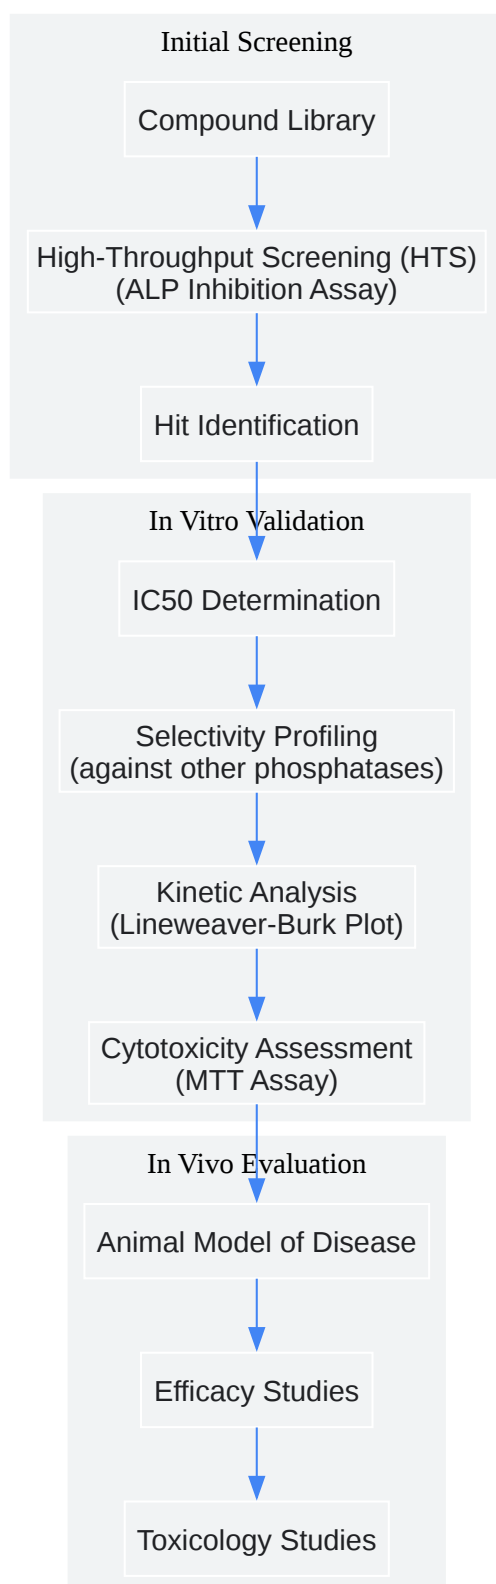 Initial Screening
Compound Library
High-Throughput Screening (HTS)
(ALP Inhibition Assay)
Hit Identification
In Vitro Validation
IC50 Determination
Selectivity Profiling
(against other phosphatases)
Kinetic Analysis
(Lineweaver-Burk Plot)
Cytotoxicity Assessment
(MTT Assay)
In Vivo Evaluation
Animal Model of Disease
Efficacy Studies
Toxicology Studies